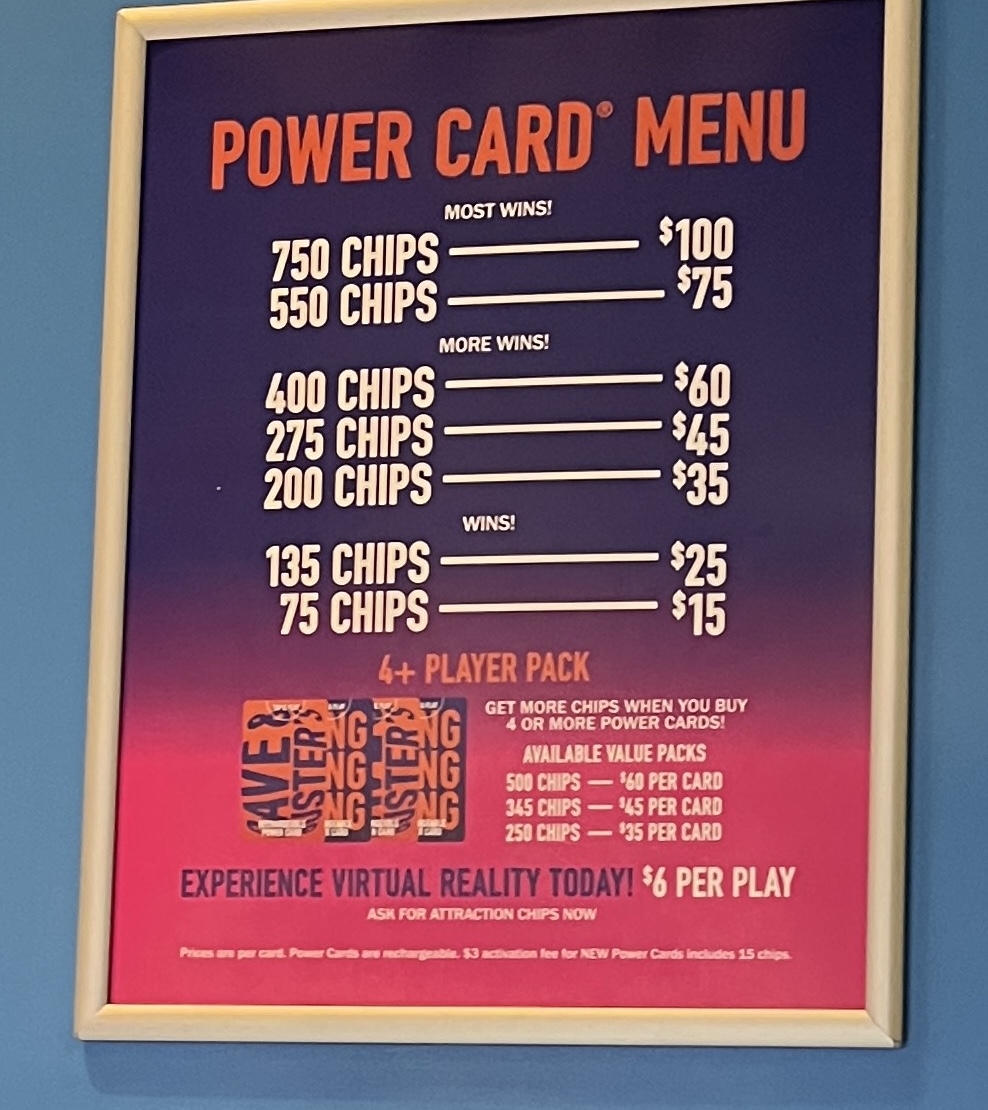 POWER CARD® MENU
MOST WINS!
750 CHIPS $100
550 CHIPS $75
MORE WINS!
400 CHIPS $60
275 CHIPS $45
200 CHIPS $35
WINS!
135 CHIPS $25
75 CHIPS $15
4+ PLAYER PACK
GET MORE CHIPS WHEN YOU BUY
4 OR MORE POWER CARDS!
AVAILABLE VALUE PACKS
500 CHIPS — $60 PER CARD
345 CHIPS — $45 PER CARD
250 CHIPS — $35 PER CARD
EXPERIENCE VIRTUAL REALITY TODAY! $6 PER PLAY
ASK FOR ATTRACTION CHIPS NOW
Prices are per card. Power Cards are rechargeable. $3 activation fee for NEW Power Cards includes 15 chips.